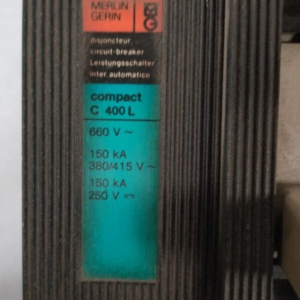 MERLIN
GERIN
disjoncteur
circuit-breaker
Leistungsschalter
inter. automatico
compact
C 400 L
660 V ~
150 kA
380/415 V ~
150 kA
250 V ⎓